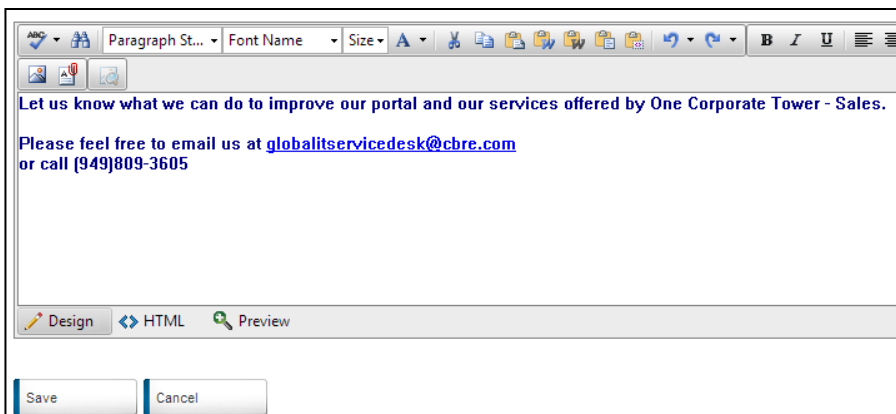 ABC Paragraph St... Font Name Size A B I U
Let us know what we can do to improve our portal and our services offered by One Corporate Tower - Sales.
Please feel free to email us at globalitservicedesk@cbre.com
or call (949)809-3605
Design HTML Preview
Save Cancel